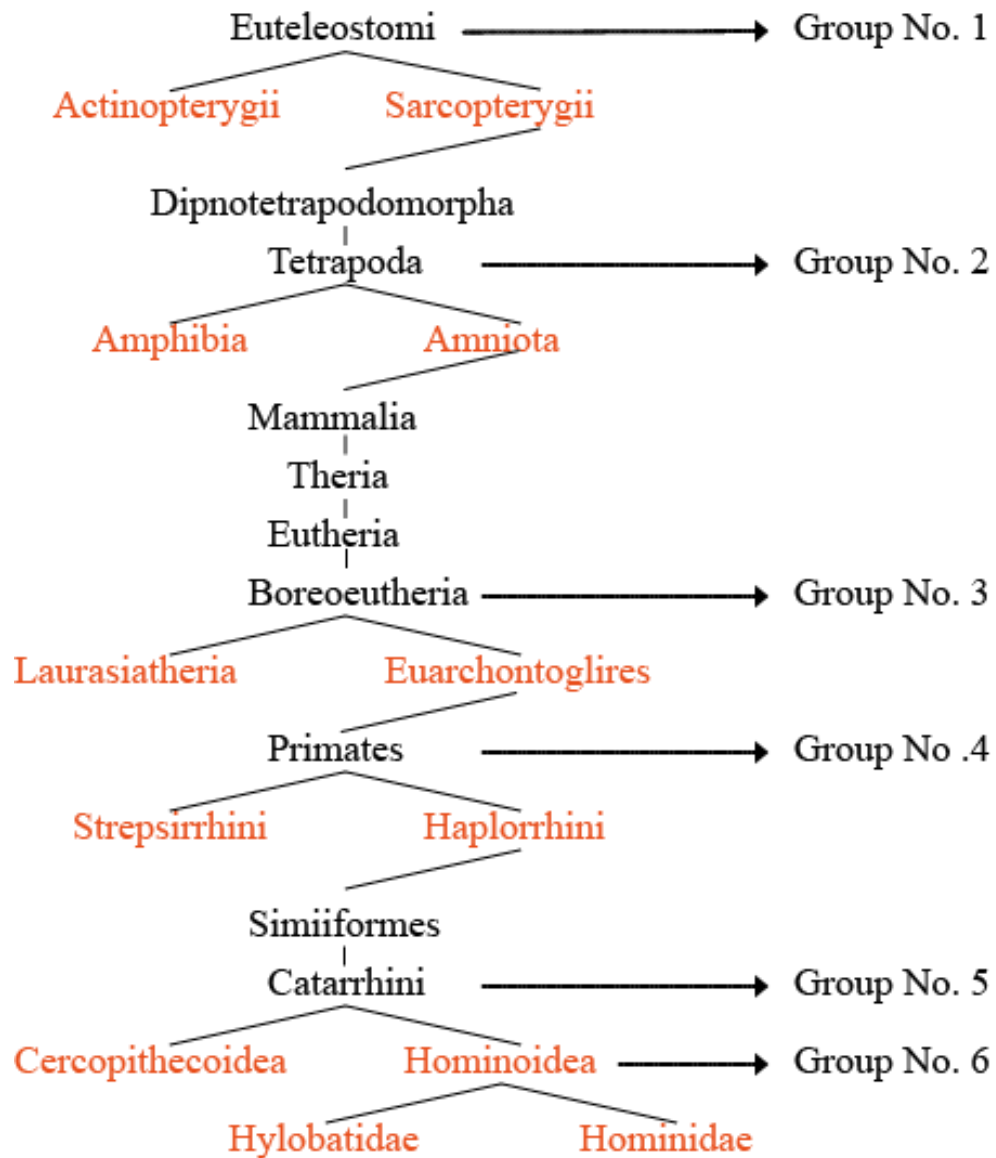 Euteleostomi Group No. 1
Actinopterygii Sarcopterygii
Dipnotetrapodomorpha
Tetrapoda Group No. 2
Amphibia Amniota
Mammalia
Theria
Eutheria
Boreoeutheria Group No. 3
Laurasiatheria Euarchontoglires
Primates Group No .4
Strepsirrhini Haplorrhini
Simiiformes
Catarrhini Group No. 5
Cercopithecoidea Hominoidea Group No. 6
Hylobatidae Hominidae